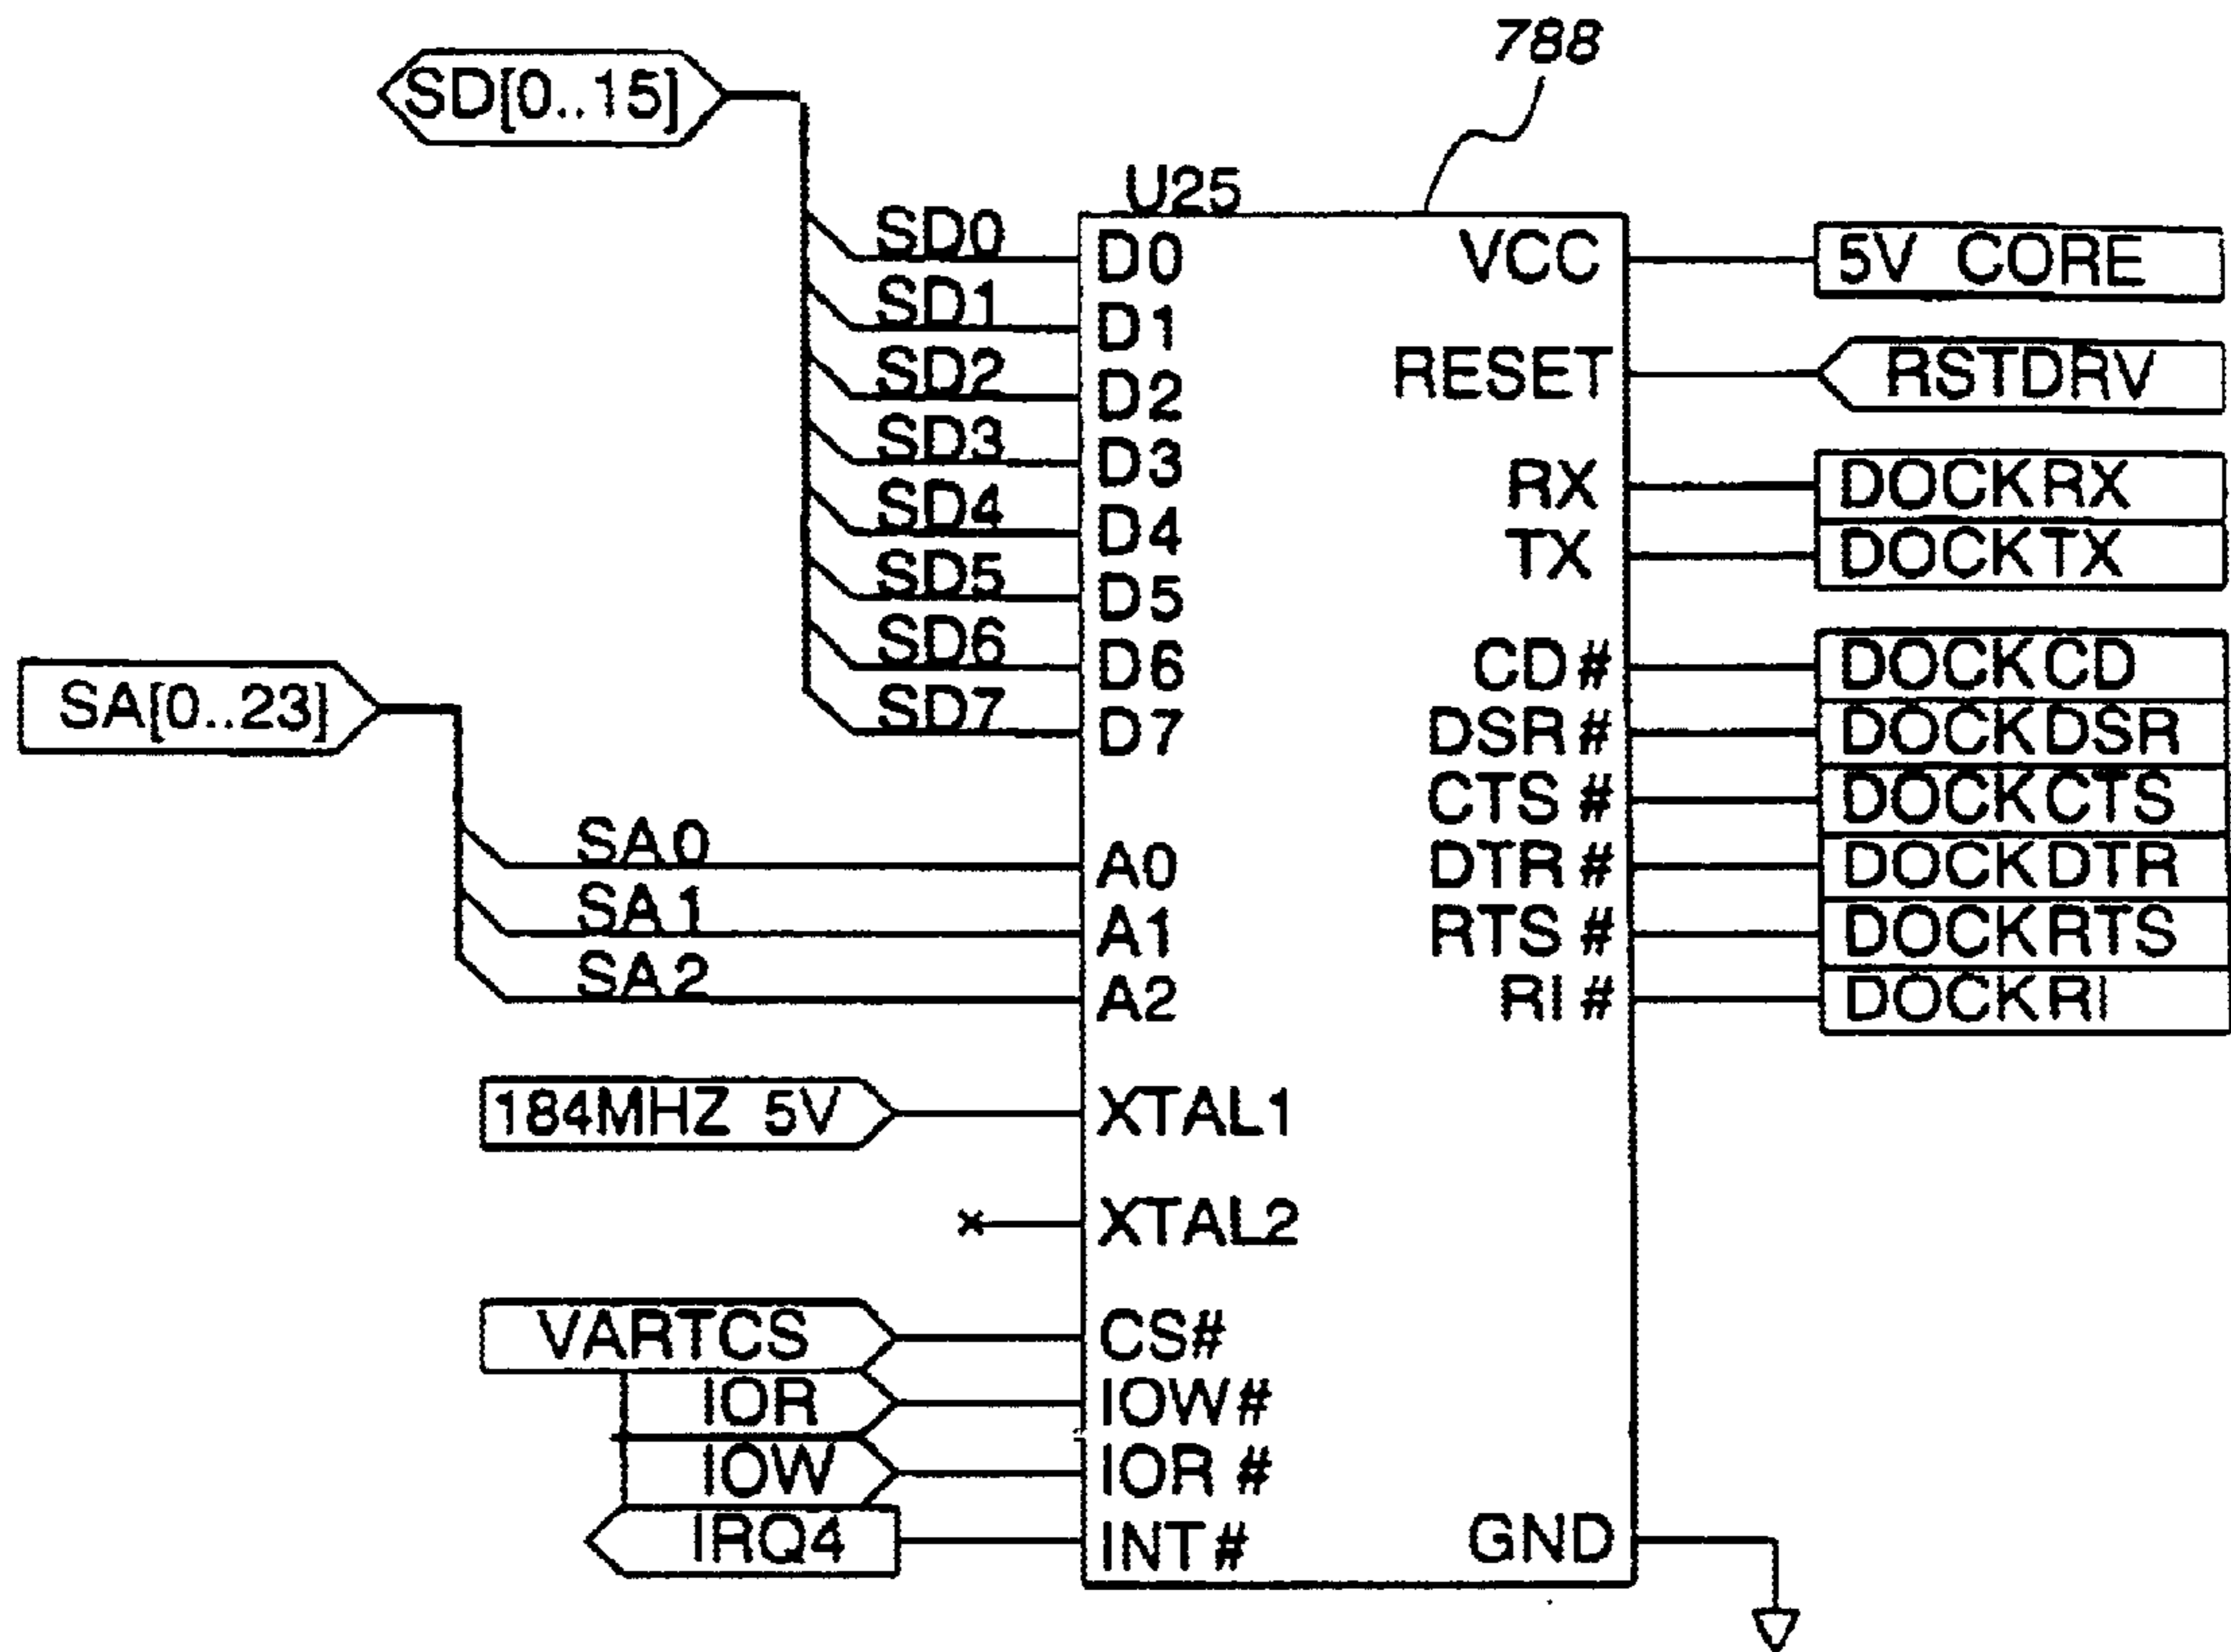 788
SD[0..15]
U25
SD0 D0 VCC 5V CORE
SD1 D1
SD2 D2 RESET RSTDRV
SD3 D3
SD4 D4 RX DOCKRX
SD5 D5 TX DOCKTX
SD6 D6 CD# DOCKCD
SA[0..23] SD7 D7 DSR# DOCKDSR
CTS# DOCKCTS
SA0 A0 DTR# DOCKDTR
SA1 A1 RTS# DOCKRTS
SA2 A2 RI# DOCKRI
184MHZ 5V XTAL1
XTAL2
VARTCS CS#
IOR IOW#
IOW IOR#
IRQ4 INT# GND